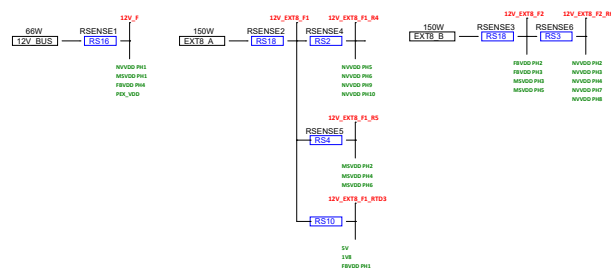 66W
12V_BUS
RSENSE1
RS16
12V_F
NVVDD PH1
MSVDD PH1
FBVDD PH4
PEX_VDD
150W
EXT8_A
RSENSE2
RS18
12V_EXT8_F1
RSENSE4
RS2
12V_EXT8_F1_R4
NVVDD PH5
NVVDD PH6
NVVDD PH9
NVVDD PH10
12V_EXT8_F1_R5
RSENSE5
RS4
MSVDD PH2
MSVDD PH4
MSVDD PH6
12V_EXT8_F1_RTD3
RS10
5V
1V8
FBVDD PH1
150W
EXT8_B
RSENSE3
RS18
12V_EXT8_F2
FBVDD PH2
FBVDD PH3
MSVDD PH3
MSVDD PH5
RSENSE6
RS3
12V_EXT8_F2_R
NVVDD PH2
NVVDD PH3
NVVDD PH4
NVVDD PH7
NVVDD PH8